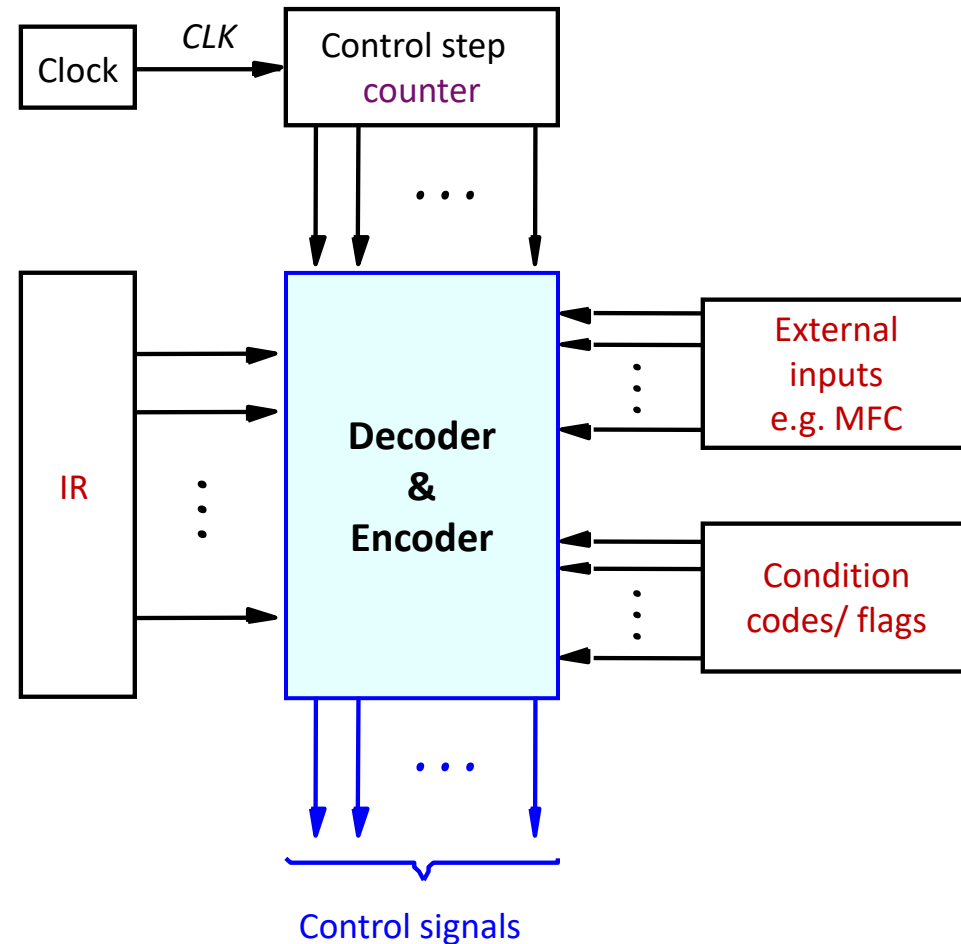 CLK
Clock
Control step
counter
. . .
IR
Decoder
&
Encoder
External
inputs
e.g. MFC
Condition
codes/ flags
. . .
Control signals